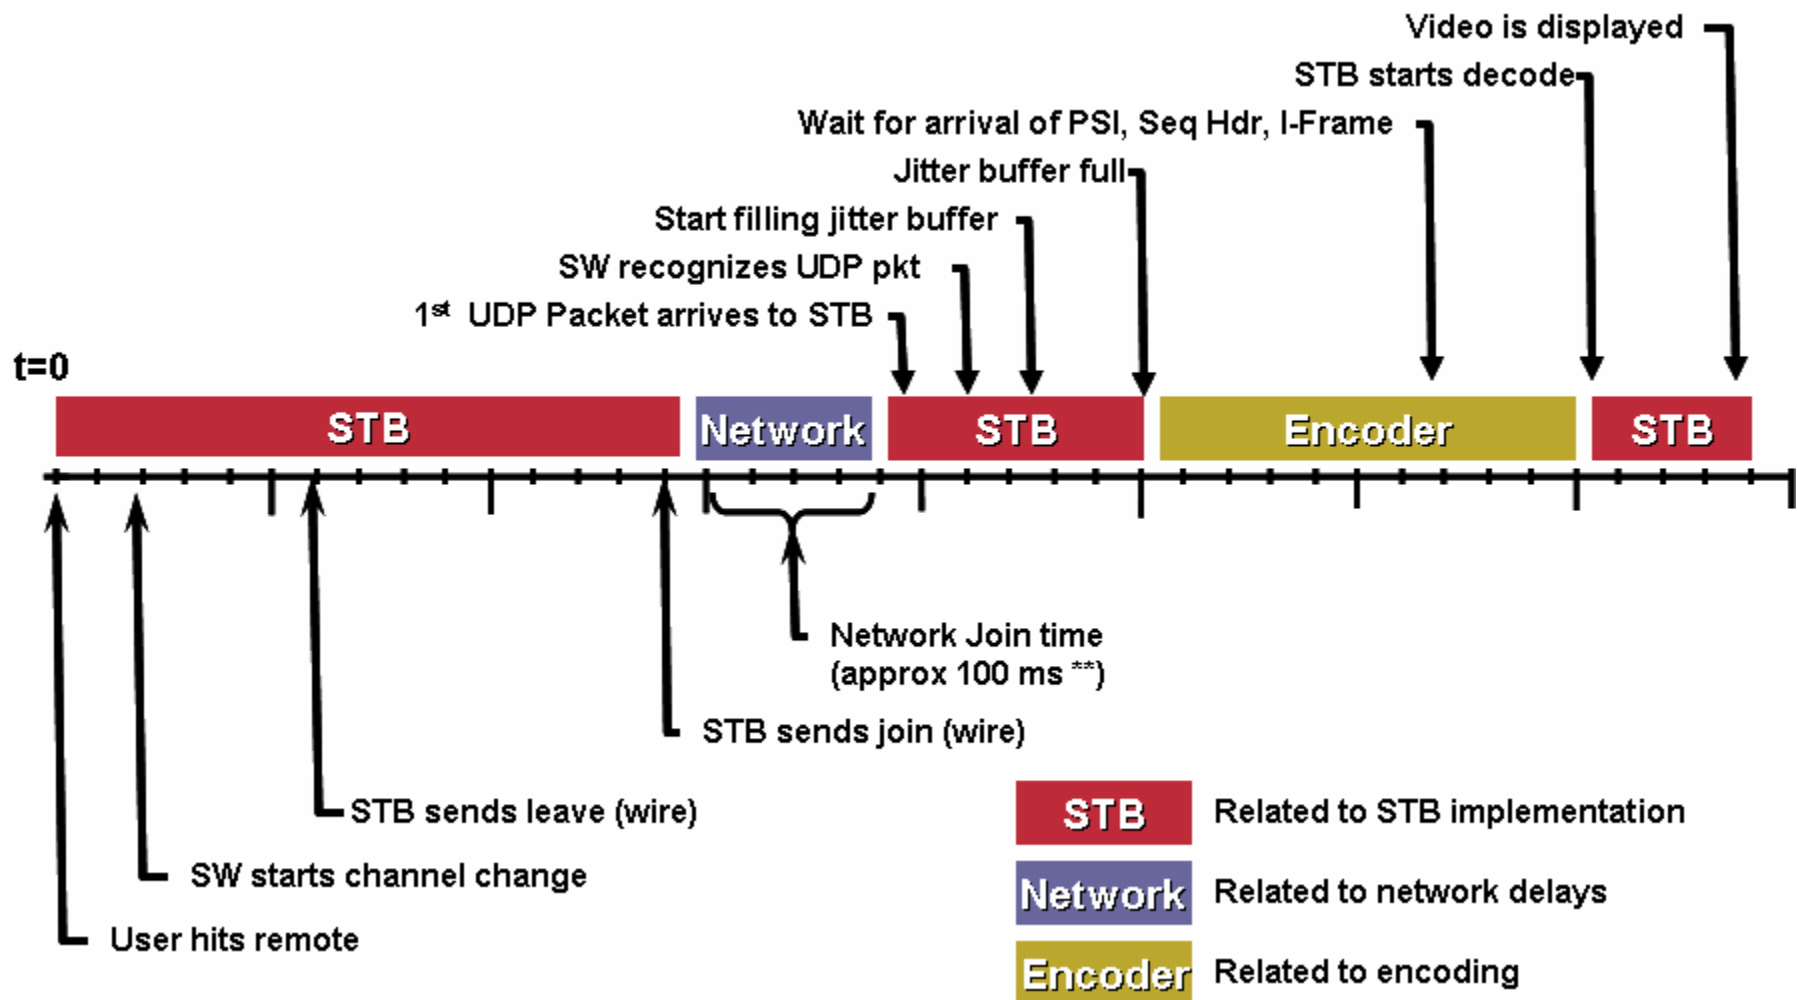 Video is displayed
STB starts decode
Wait for arrival of PSI, Seq Hdr, I-Frame
Jitter buffer full
Start filling jitter buffer
SW recognizes UDP pkt
1st UDP Packet arrives to STB
t=0
STB
Network
STB
Encoder
STB
Network Join time
(approx 100 ms **)
STB sends join (wire)
STB sends leave (wire)
SW starts channel change
User hits remote
STB Related to STB implementation
Network Related to network delays
Encoder Related to encoding